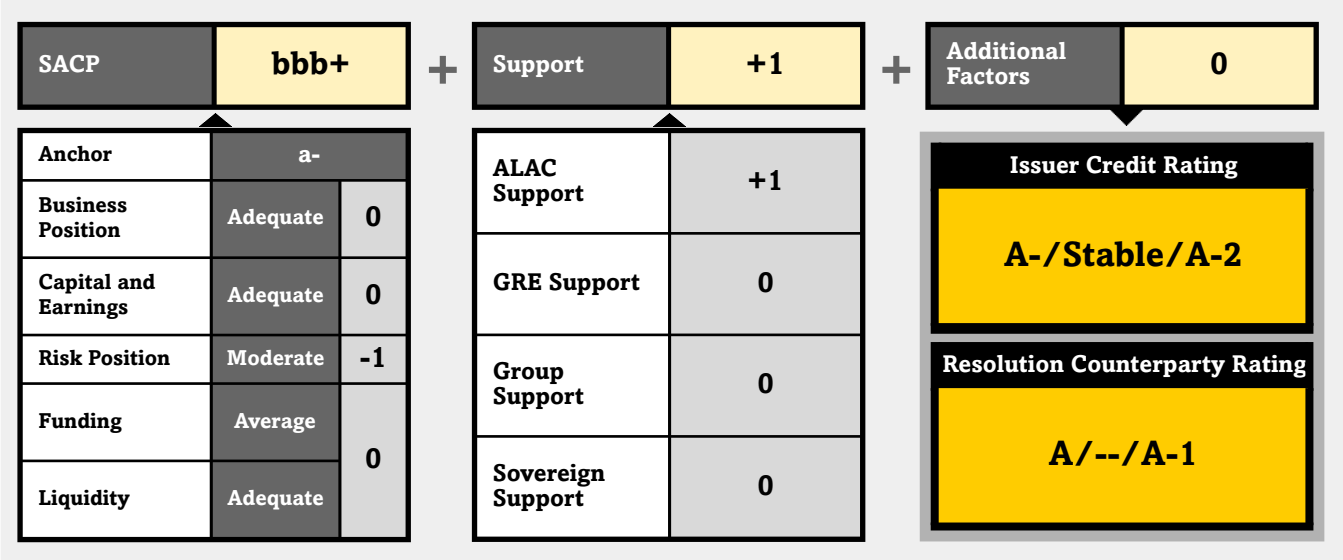 SACP
bbb+
+
Support
+1
+
Additional
Factors
0
Anchor
a-
Business
Position
Adequate
0
Capital and
Earnings
Adequate
0
Risk Position
Moderate
-1
Funding
Average
0
Liquidity
Adequate
ALAC
Support
+1
GRE Support
0
Group
Support
0
Sovereign
Support
0
Issuer Credit Rating
A-/Stable/A-2
Resolution Counterparty Rating
A/--/A-1